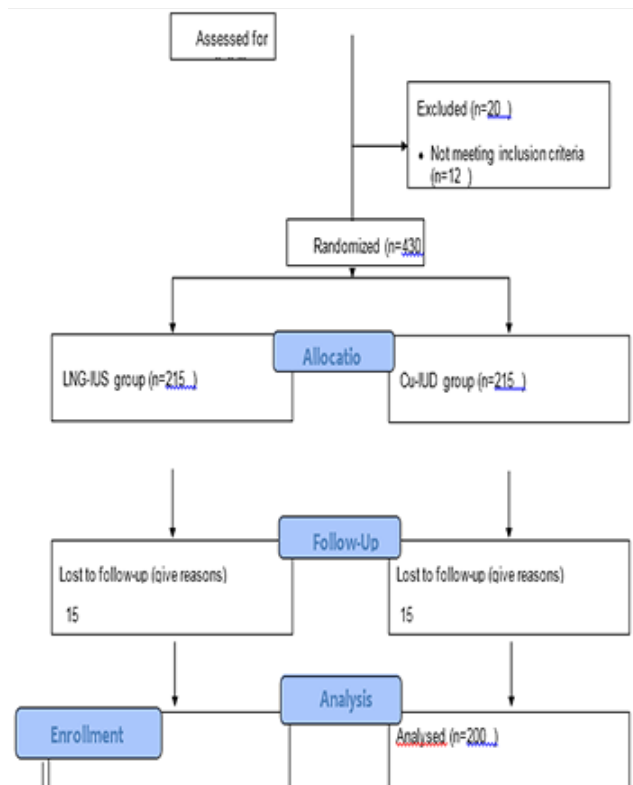 Assessed for
Excluded (n=20 )
• Not meeting inclusion criteria
(n=12 )
Randomized (n=430
Allocatio
LNG-IUS group (n=215 )
Cu-IUD group (n=215 )
Follow-Up
Lost to follow-up (give reasons)
15
Lost to follow-up (give reasons)
15
Analysis
Enrollment
Analysed (n=200 )